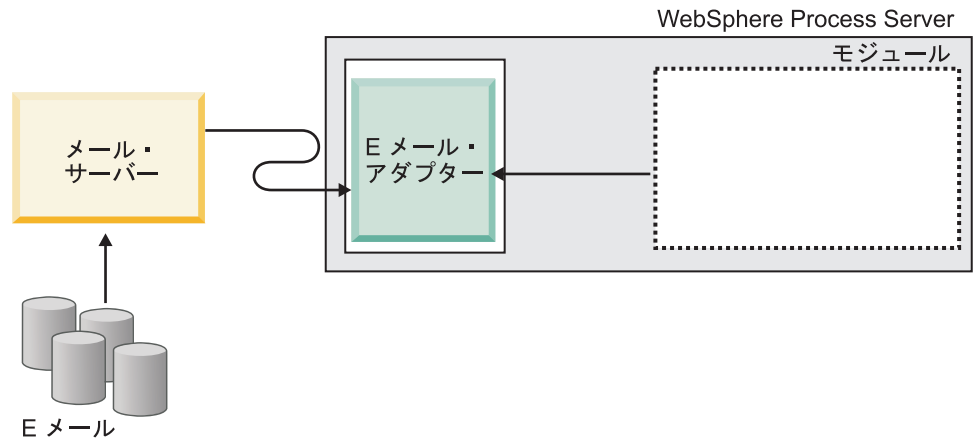 WebSphere Process Server
モジュール
メール・
サーバー
E メール・
アダプター
E メール